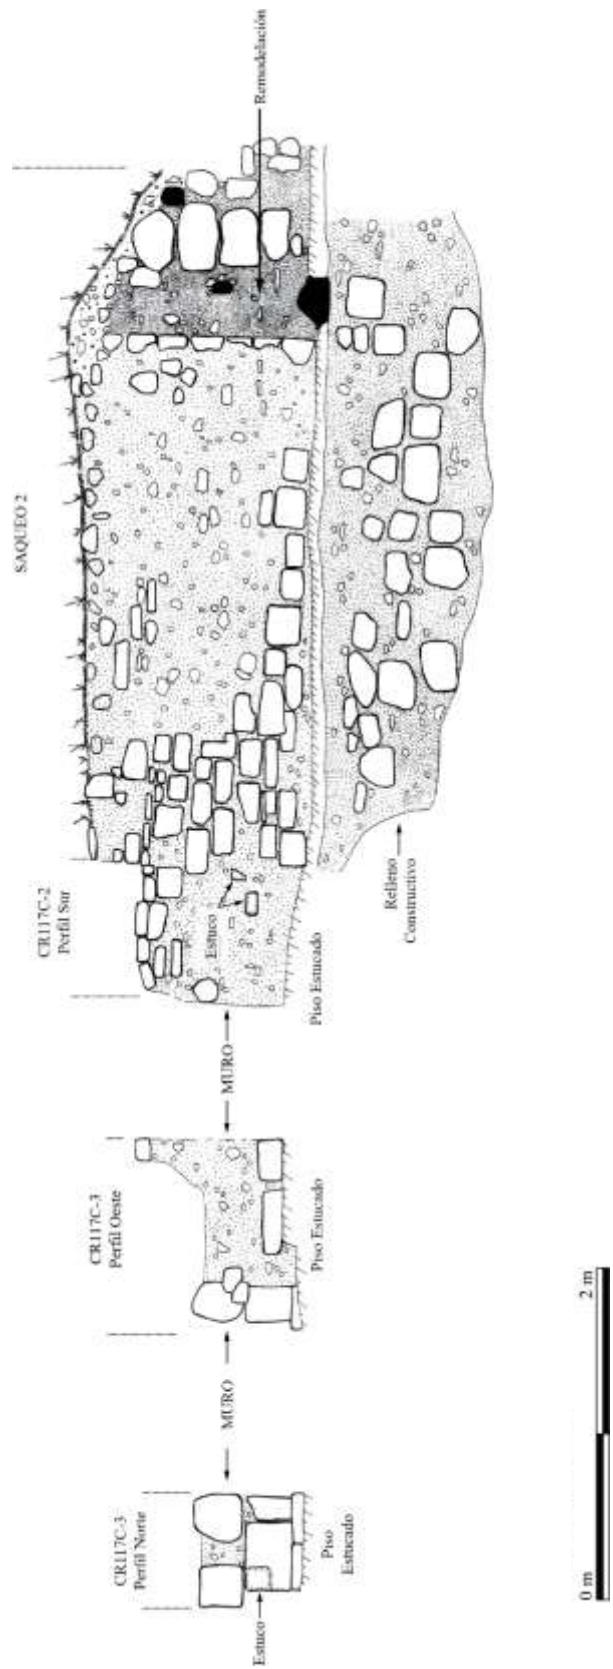 CR117C-3
Perfil Norte
Estuco
Piso
Estucado
MURO
CR117C-3
Perfil Oeste
Piso Estucado
MURO
CR117C-2
Perfil Sur
Estuco
Piso Estucado
Relleno
Constructivo
SAQUEO 2
Remodelación
0 m
2 m